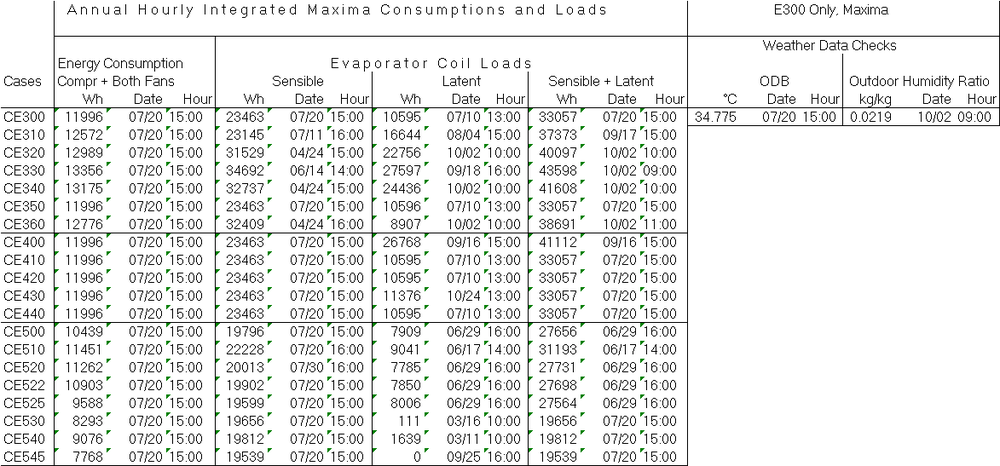 Annual Hourly Integrated Maxima Consumptions and Loads E300 Only, Maxima
Weather Data Checks
Energy Consumption Evaporator Coil Loads
Cases Compr + Both Fans Sensible Latent Sensible + Latent ODB Outdoor Humidity Ratio
Wh Date Hour Wh Date Hour Wh Date Hour Wh Date Hour °C Date Hour kg/kg Date Hour
CE300 11996 07/20 15:00 23463 07/20 15:00 10595 07/10 13:00 33057 07/20 15:00 34.775 07/20 15:00 0.0219 10/02 09:00
CE310 12572 07/20 15:00 23145 07/11 16:00 16644 08/04 15:00 37373 09/17 15:00
CE320 12989 07/20 15:00 31529 04/24 15:00 22756 10/02 10:00 40097 10/02 10:00
CE330 13356 07/20 15:00 34692 06/14 14:00 27597 09/18 16:00 43598 10/02 09:00
CE340 13175 07/20 15:00 32737 04/24 15:00 24436 10/02 10:00 41608 10/02 10:00
CE350 11996 07/20 15:00 23463 07/20 15:00 10596 07/10 13:00 33057 07/20 15:00
CE360 12776 07/20 15:00 32409 04/24 16:00 8907 10/02 10:00 38691 10/02 11:00
CE400 11996 07/20 15:00 23463 07/20 15:00 26768 09/16 15:00 41112 09/16 15:00
CE410 11996 07/20 15:00 23463 07/20 15:00 10595 07/10 13:00 33057 07/20 15:00
CE420 11996 07/20 15:00 23463 07/20 15:00 10595 07/10 13:00 33057 07/20 15:00
CE430 11996 07/20 15:00 23463 07/20 15:00 11376 10/24 13:00 33057 07/20 15:00
CE440 11996 07/20 15:00 23463 07/20 15:00 10595 07/10 13:00 33057 07/20 15:00
CE500 10439 07/20 15:00 19796 07/20 15:00 7909 06/29 16:00 27656 06/29 16:00
CE510 11451 07/20 15:00 22228 07/20 16:00 9041 06/17 14:00 31193 06/17 14:00
CE520 11262 07/20 15:00 20013 07/30 16:00 7785 06/29 16:00 27731 06/29 16:00
CE522 10903 07/20 15:00 19902 07/20 15:00 7850 06/29 16:00 27698 06/29 16:00
CE525 9588 07/20 15:00 19599 07/20 15:00 8006 06/29 16:00 27564 06/29 16:00
CE530 8293 07/20 15:00 19656 07/20 15:00 111 03/16 10:00 19656 07/20 15:00
CE540 9076 07/20 15:00 19812 07/20 15:00 1639 03/11 10:00 19812 07/20 15:00
CE545 7768 07/20 15:00 19539 07/20 15:00 0 09/25 16:00 19539 07/20 15:00